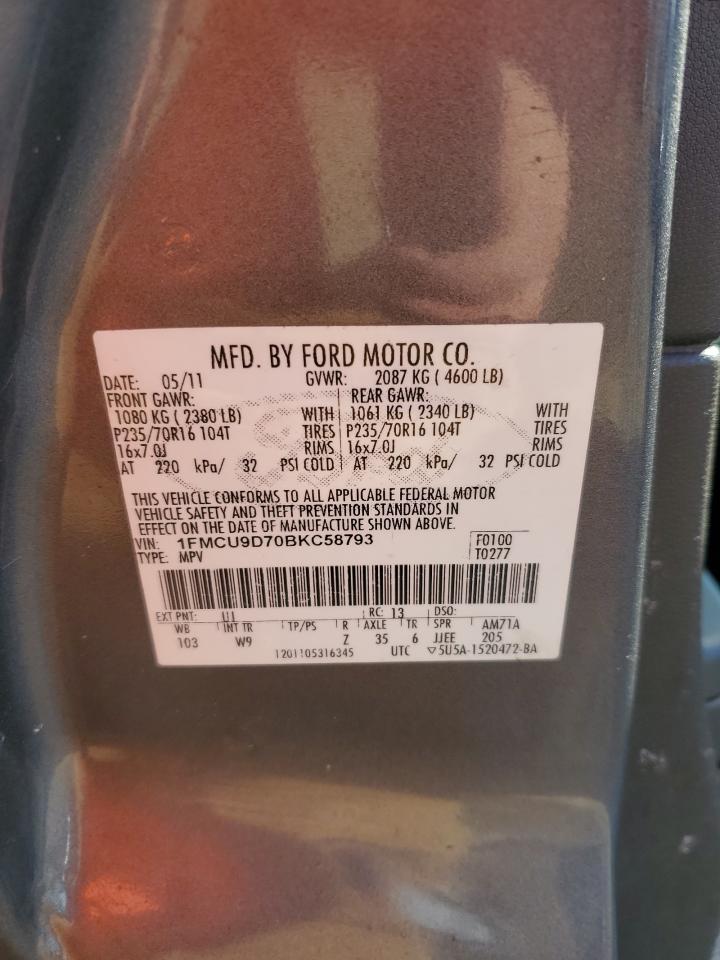 MFD. BY FORD MOTOR CO.
DATE: 05/11 GVWR: 2087 KG ( 4600 LB)
FRONT GAWR: REAR GAWR:
1080 KG ( 2380 LB) WITH 1061 KG ( 2340 LB) WITH
P235/70R16 104T TIRES P235/70R16 104T TIRES
16x7.0J RIMS 16x7.0J RIMS
AT 220 kPa/ 32 PSI COLD AT 220 kPa/ 32 PSI COLD
THIS VEHICLE CONFORMS TO ALL APPLICABLE FEDERAL MOTOR
VEHICLE SAFETY AND THEFT PREVENTION STANDARDS IN
EFFECT ON THE DATE OF MANUFACTURE SHOWN ABOVE.
VIN: 1FMCU9D70BKC58793 F0100
TYPE: MPV T0277
EXT PNT: UJ RC: 13 DSO:
WB INT TR TP/PS R AXLE TR SPR AM71A
103 W9 Z 35 6 JJEE 205
1201105316345 UTC ▽5U5A-1520472-BA